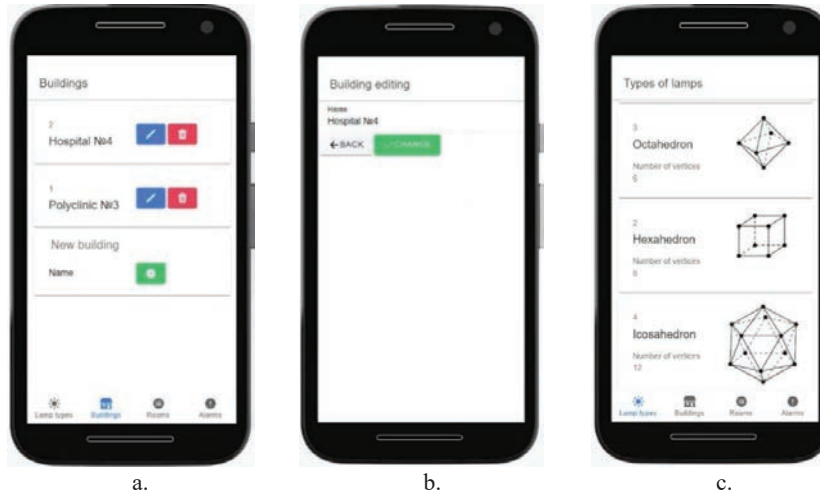 Buildings
2
Hospital №4
1
Polyclinic №3
New building
Name
Lamp types
Buildings
Rooms
Alarms
a.
Building editing
Name
Hospital №4
BACK
CHANGE
b.
Types of lamps
3
Octahedron
Number of vertices
6
2
Hexahedron
Number of vertices
8
4
Icosahedron
Number of vertices
12
Lamp types
Buildings
Rooms
Alarms
c.